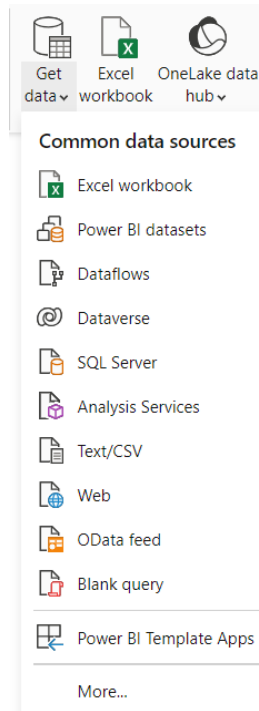 Get Excel OneLake data
data workbook hub
Common data sources
Excel workbook
Power BI datasets
Dataflows
Dataverse
SQL Server
Analysis Services
Text/CSV
Web
OData feed
Blank query
Power BI Template Apps
More...